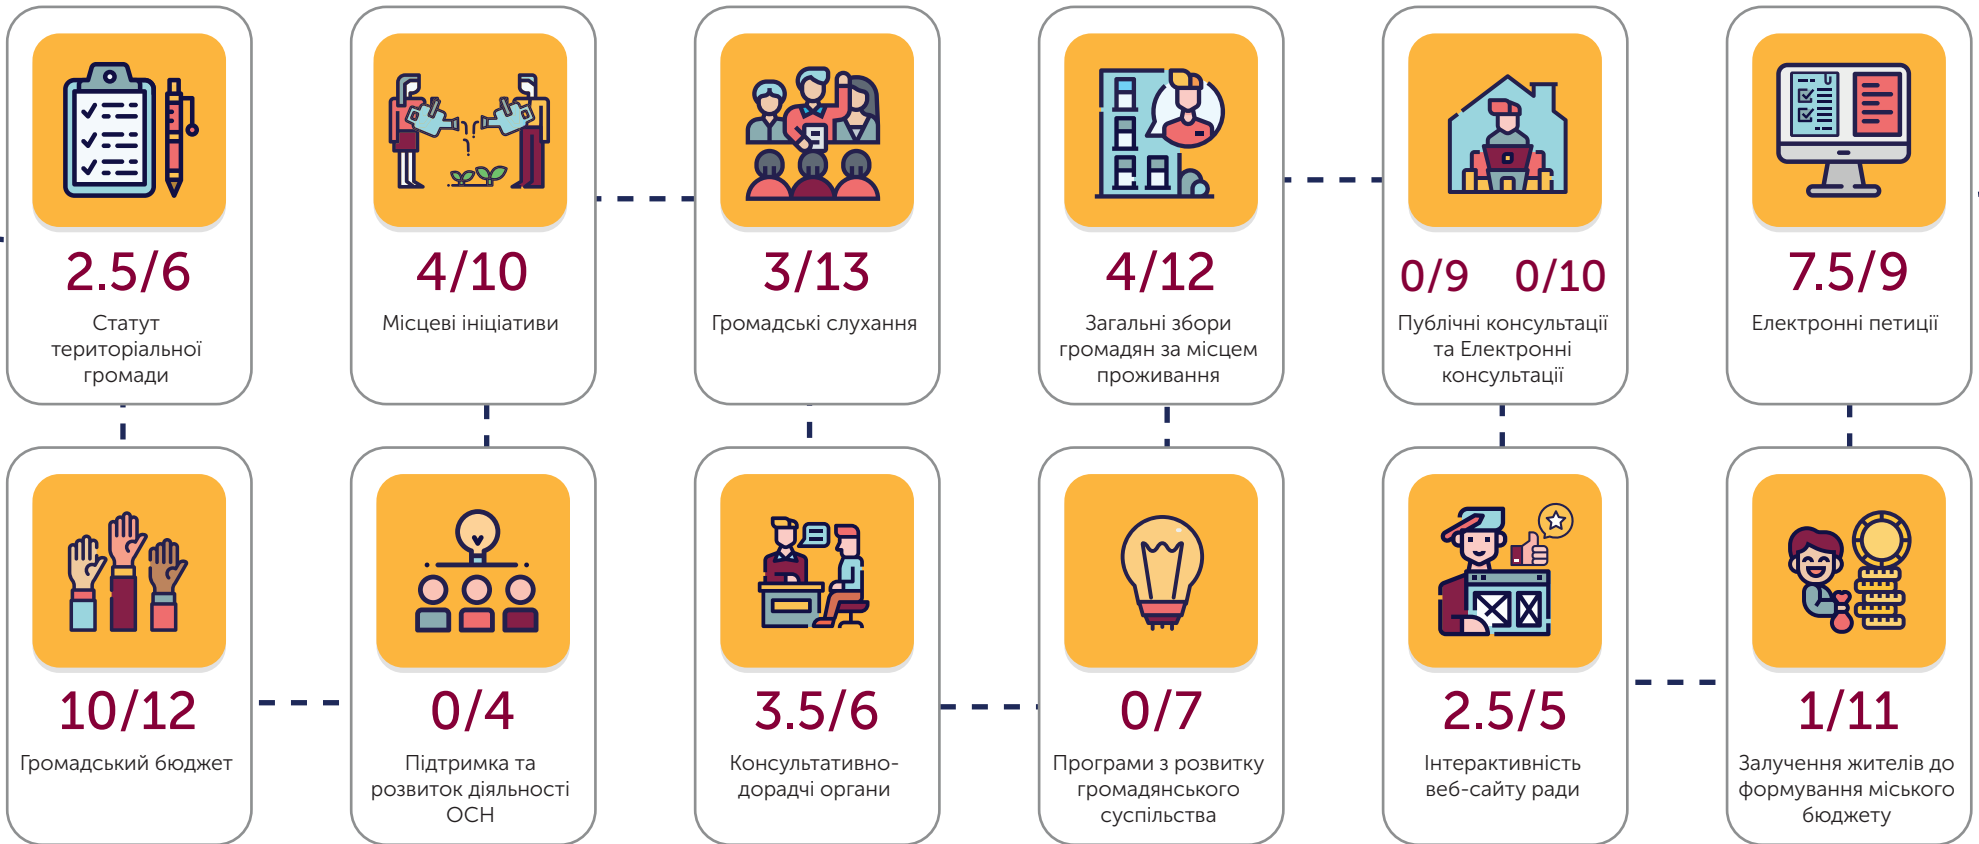 2.5/6
Статут
територіальної
громади
4/10
Місцеві ініціативи
3/13
Громадські слухання
4/12
Загальні збори
громадян за місцем
проживання
0/9 0/10
Публічні консультації
та Електронні
консультації
7.5/9
Електронні петиції
10/12
Громадський бюджет
0/4
Підтримка та
розвиток діяльності
ОСН
3.5/6
Консультативно-
дорадчі органи
0/7
Програми з розвитку
громадянського
суспільства
2.5/5
Інтерактивність
веб-сайту ради
1/11
Залучення жителів до
формування міського
бюджету